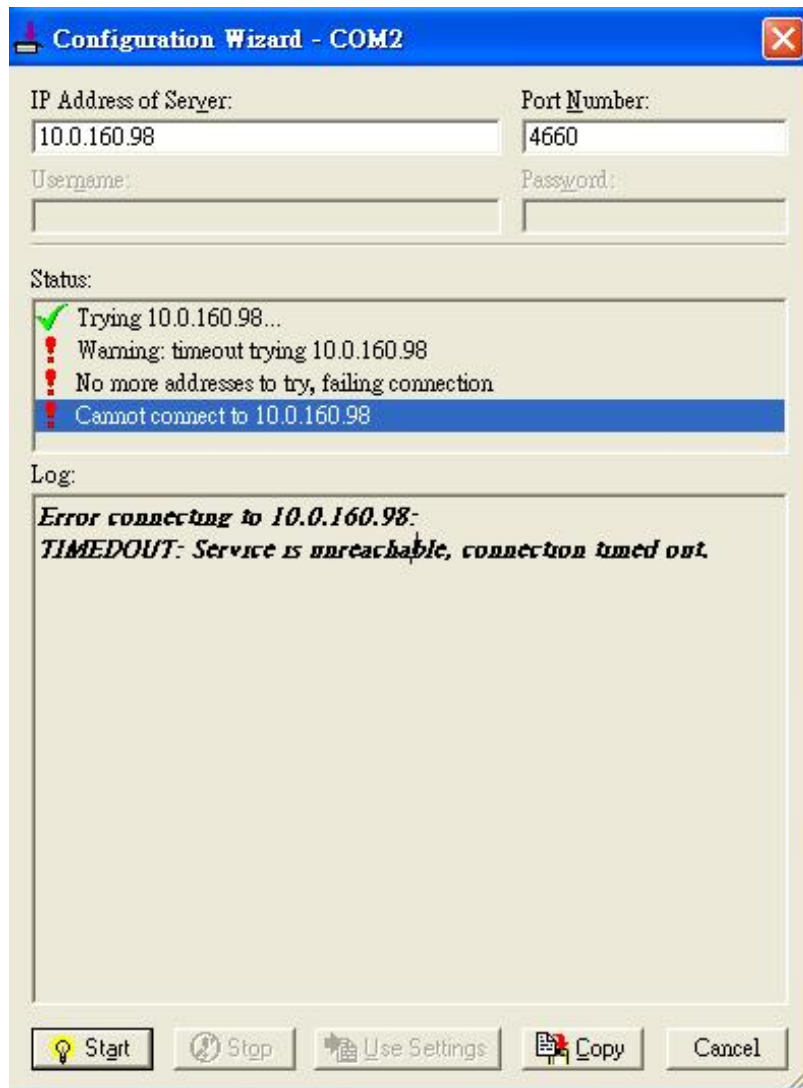 Configuration Wizard - COM2
IP Address of Server:
Port Number:
10.0.160.98
4660
Username:
Password:
Status:
Trying 10.0.160.98...
Warning: timeout trying 10.0.160.98
No more addresses to try, failing connection
Cannot connect to 10.0.160.98
Log:
Error connecting to 10.0.160.98:
TIMEDOUT: Service is unreachable, connection timed out.
Start
Stop
Use Settings
Copy
Cancel